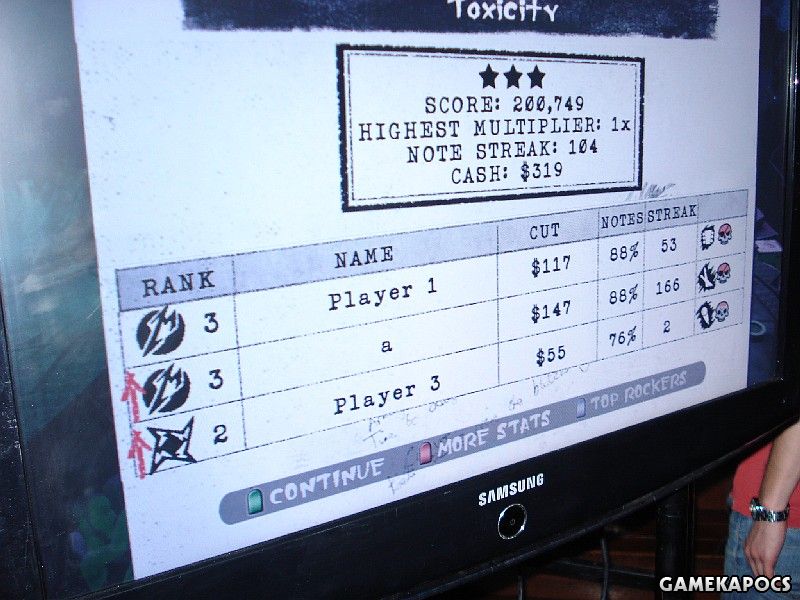 Toxicity
★★★
SCORE: 200,749
HIGHEST MULTIPLIER: 1x
NOTE STREAK: 104
CASH: $319
RANK NAME CUT NOTES STREAK
3 Player 1 $117 88% 53
3 a $147 88% 166
2 Player 3 $55 76% 2
CONTINUE MORE STATS TOP ROCKERS
SAMSUNG
GAMEKAPOCS